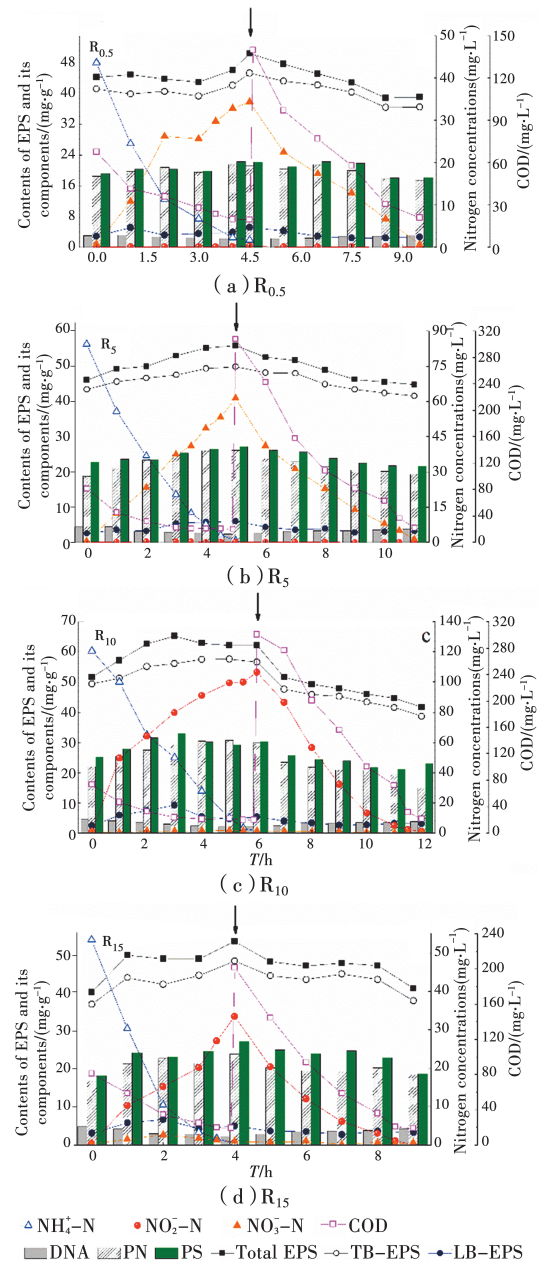 R0.5
Contents of EPS and its
components/(mg·g⁻¹)
48
40
32
24
16
8
0
50
40
30
20
10
0
Nitrogen concentrations(mg·L⁻¹)
150
120
90
60
30
0
COD/(mg·L⁻¹)
0.0 1.5 3.0 4.5 6.0 7.5 9.0
( a ) R0.5
R5
Contents of EPS and its
components/(mg·g⁻¹)
60
50
40
30
20
10
0
90
75
60
45
30
15
0
Nitrogen concentrations(mg·L⁻¹)
320
280
240
200
160
120
80
40
0
COD/(mg·L⁻¹)
0 2 4 6 8 10
( b ) R5
R10
c
Contents of EPS and its
components/(mg·g⁻¹)
70
60
50
40
30
20
10
0
140
120
100
80
60
40
20
0
Nitrogen concentrations(mg·L⁻¹)
320
280
240
200
160
120
80
40
0
COD/(mg·L⁻¹)
0 2 4 6 8 10 12
T/h
( c ) R10
R15
Contents of EPS and its
components/(mg·g⁻¹)
50
40
30
20
10
0
50
40
30
20
10
0
Nitrogen concentrations(mg·L⁻¹)
240
200
160
120
80
40
0
COD/(mg·L⁻¹)
0 2 4 6 8
T/h
( d ) R15
NH₄⁺−N NO₂⁻−N NO₃⁻−N COD
DNA PN PS Total EPS TB−EPS LB−EPS